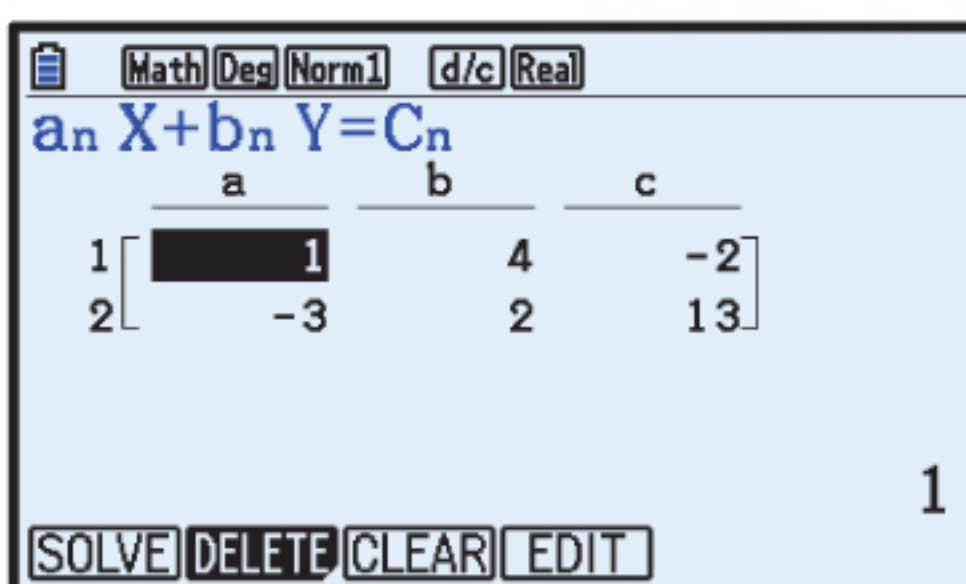 Math Deg Norm1 d/c Real
an X+bn Y=Cn
a b c
1 1 4 -2
2 -3 2 13
1
SOLVE DELETE CLEAR EDIT